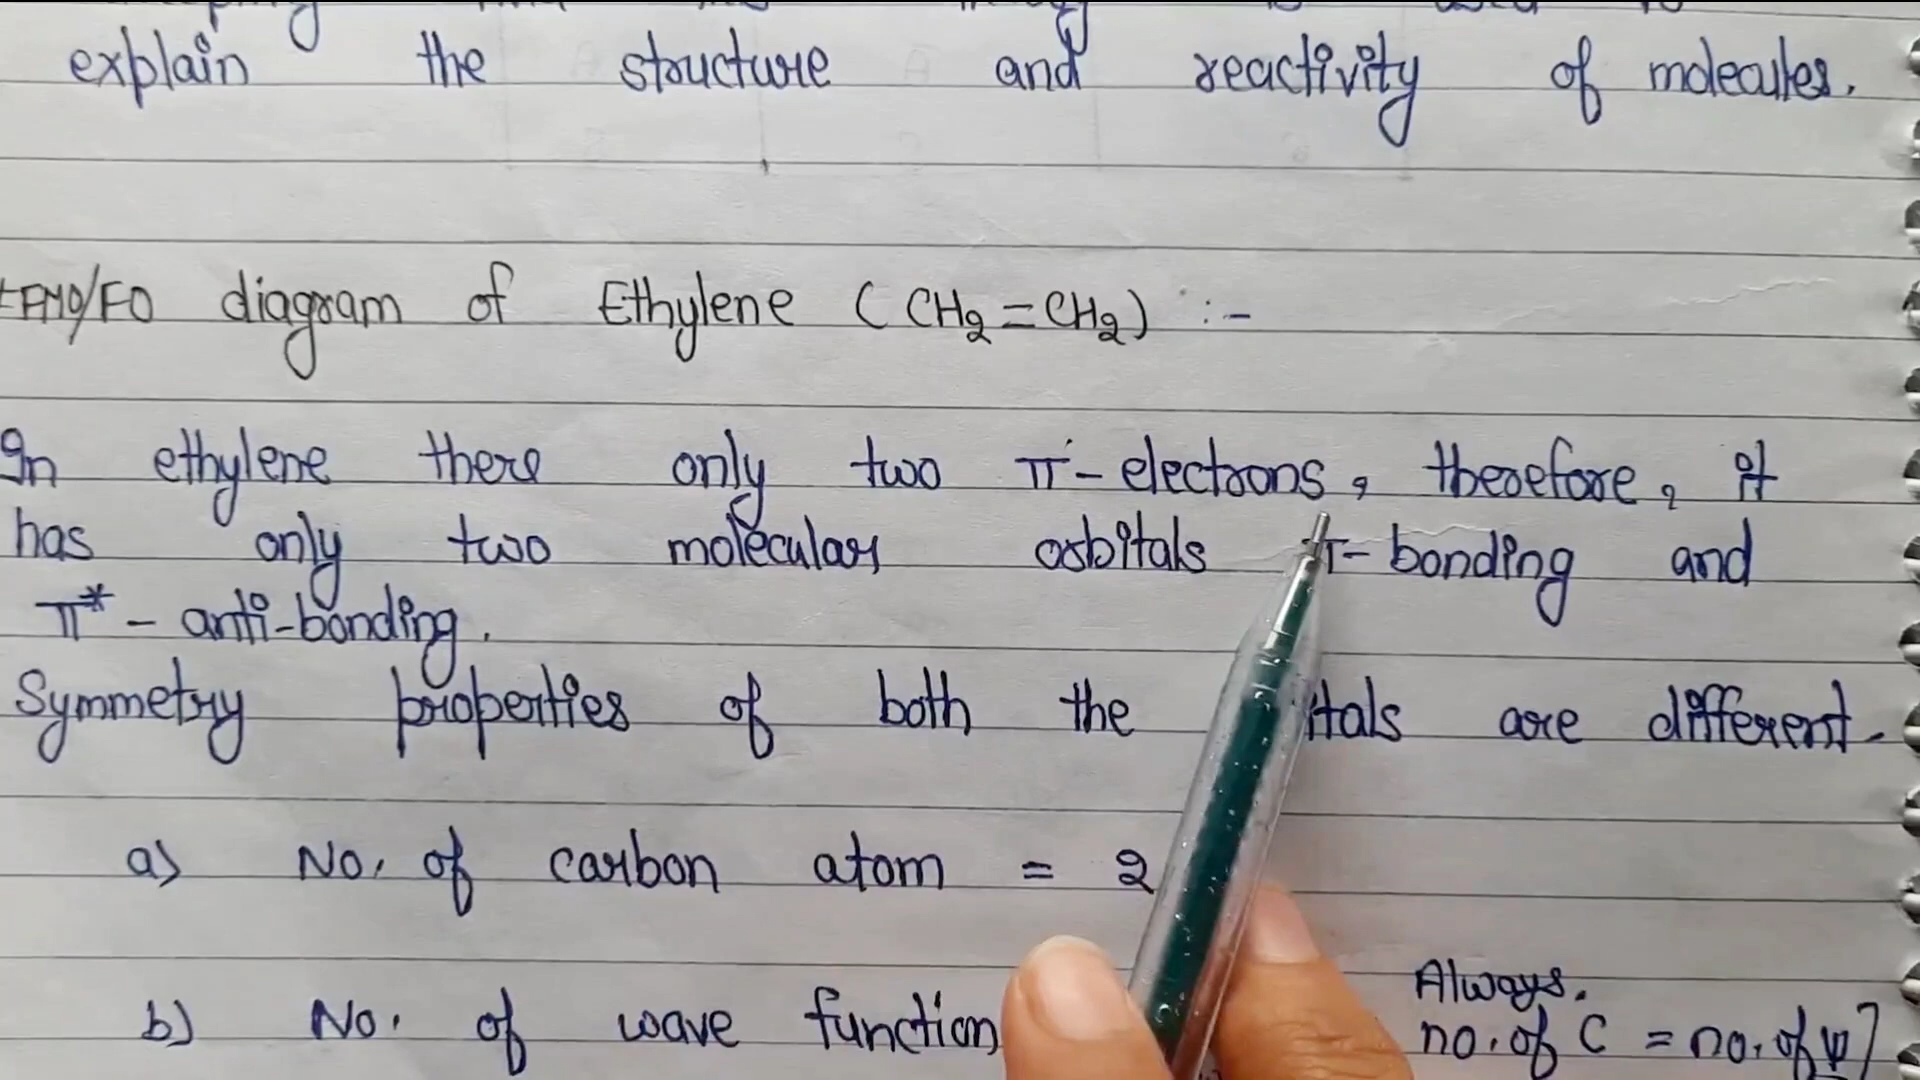 explain the structure and reactivity of molecules.
FMO/FO diagram of Ethylene (CH₂=CH₂) :-
In ethylene there only two π-electrons, therefore, it
has only two molecular orbitals π-bonding and
π* - anti-bonding.
Symmetry properties of both the itals are different.
a) No. of carbon atom = 2
b) No. of wave function
Always.
no. of C = no. of ψ]